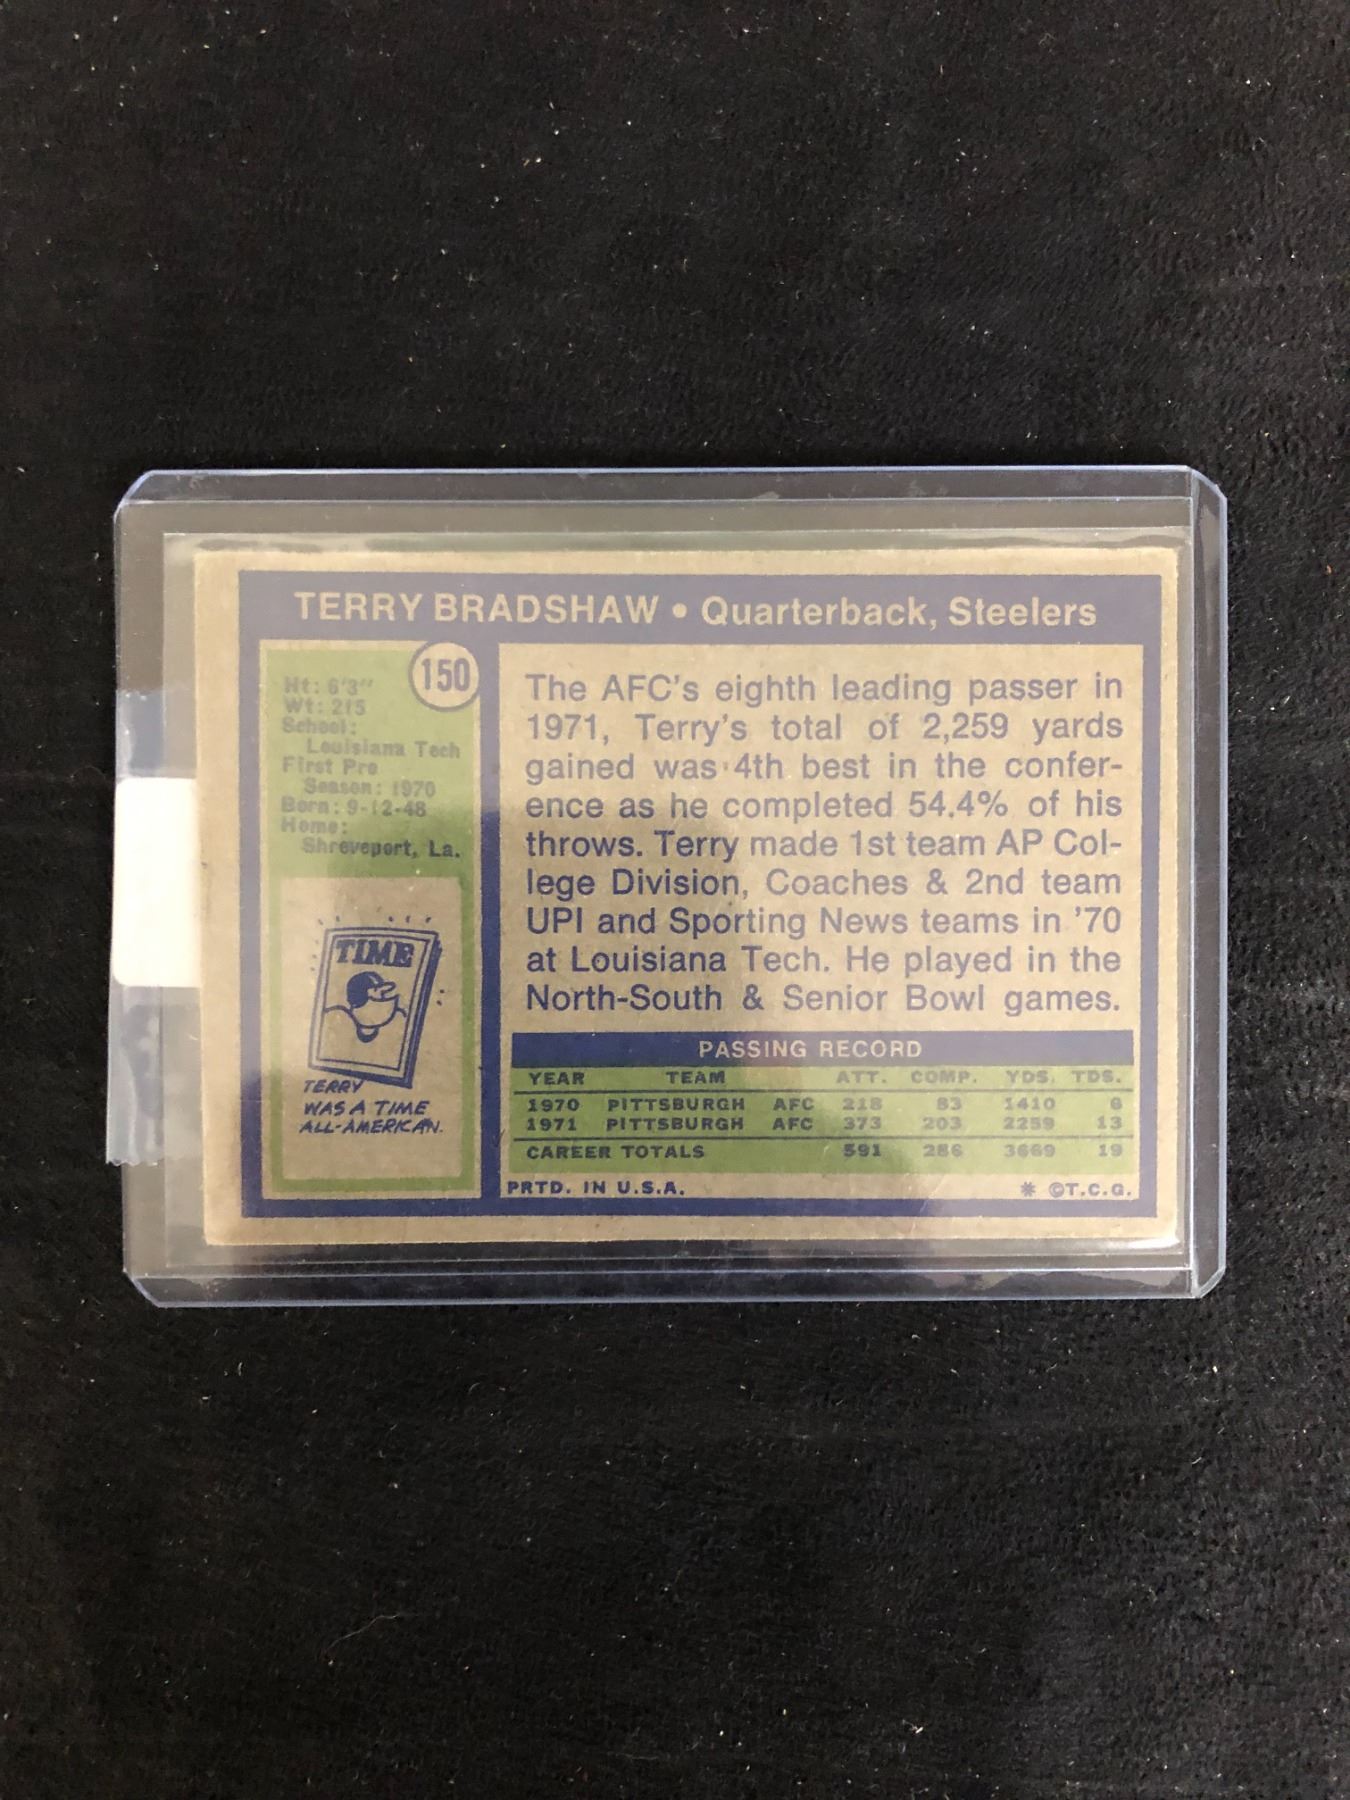 TERRY BRADSHAW • Quarterback, Steelers
150
Ht: 6'3"
Wt: 215
School:
Louisiana Tech
First Pro
Season: 1970
Born: 9-12-48
Home:
Shreveport, La.
TIME
TERRY
WAS A TIME
ALL-AMERICAN.
The AFC's eighth leading passer in
1971, Terry's total of 2,259 yards
gained was 4th best in the confer-
ence as he completed 54.4% of his
throws. Terry made 1st team AP Col-
lege Division, Coaches & 2nd team
UPI and Sporting News teams in '70
at Louisiana Tech. He played in the
North-South & Senior Bowl games.
PASSING RECORD
YEAR TEAM ATT. COMP. YDS. TDS.
1970 PITTSBURGH AFC 218 83 1410 6
1971 PITTSBURGH AFC 373 203 2259 13
CAREER TOTALS 591 286 3669 19
PRTD. IN U.S.A. * ©T.C.G.